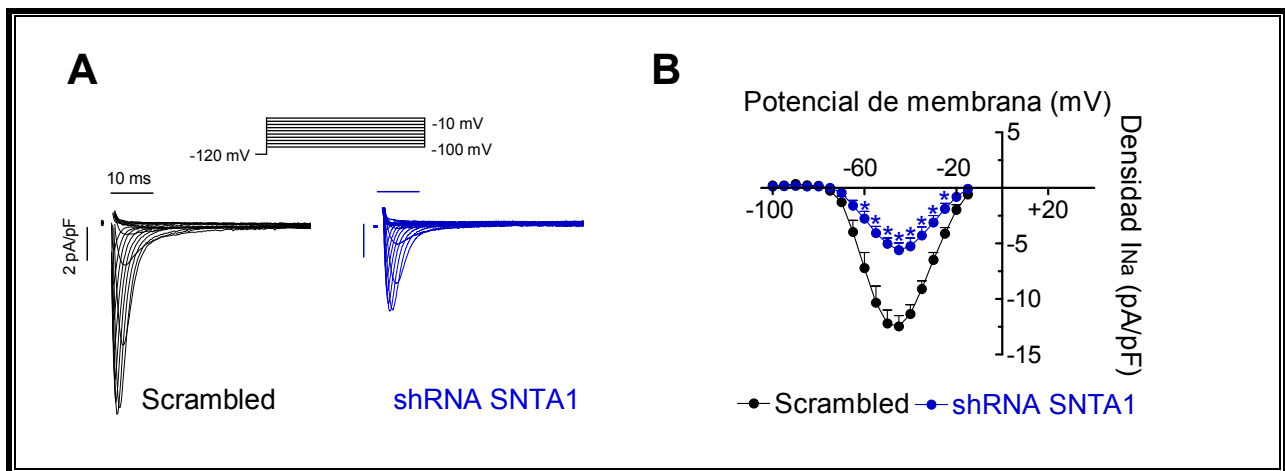 A
-120 mV
-10 mV
-100 mV
10 ms
2 pA/pF
Scrambled
shRNA SNTA1
B
Potencial de membrana (mV)
Densidad INa (pA/pF)
5
-100
-60
-20
+20
-5
-10
-15
* * * * * * * *
Scrambled
shRNA SNTA1